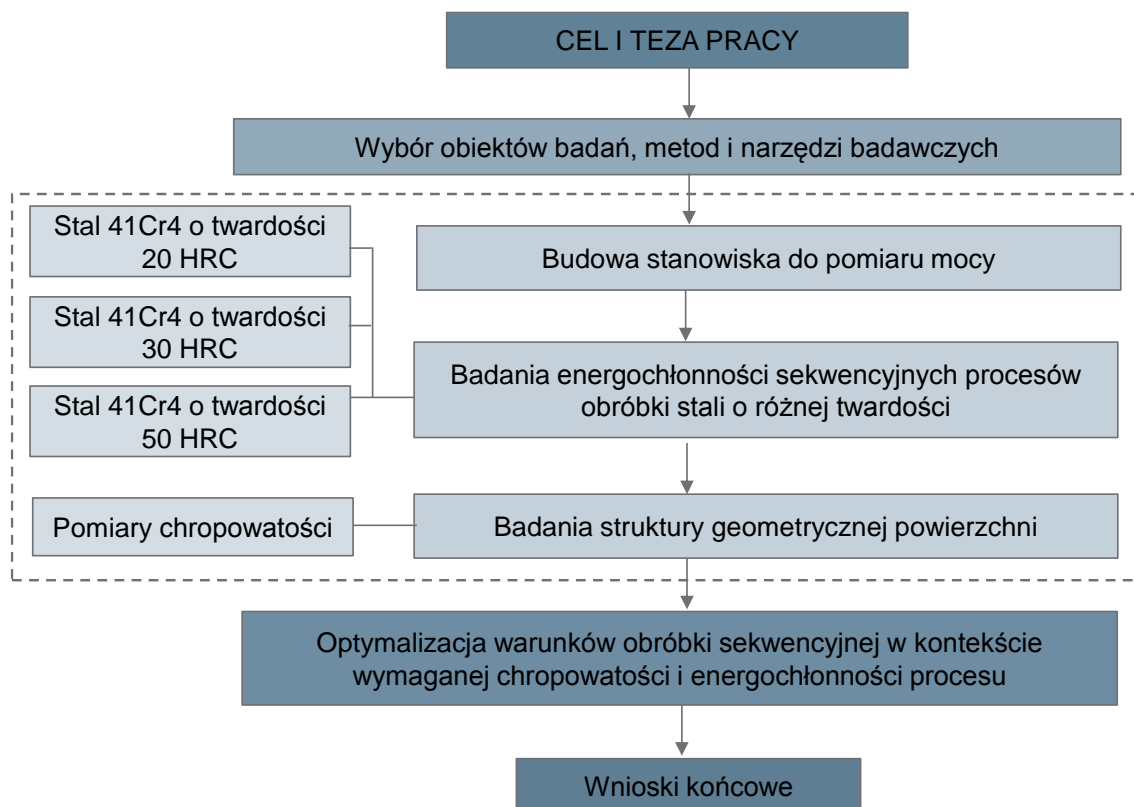 CEL I TEZA PRACY
Wybór obiektów badań, metod i narzędzi badawczych
Stal 41Cr4 o twardości
20 HRC
Budowa stanowiska do pomiaru mocy
Stal 41Cr4 o twardości
30 HRC
Badania energochłonności sekwencyjnych procesów
obróbki stali o różnej twardości
Stal 41Cr4 o twardości
50 HRC
Pomiary chropowatości
Badania struktury geometrycznej powierzchni
Optymalizacja warunków obróbki sekwencyjnej w kontekście
wymaganej chropowatości i energochłonności procesu
Wnioski końcowe